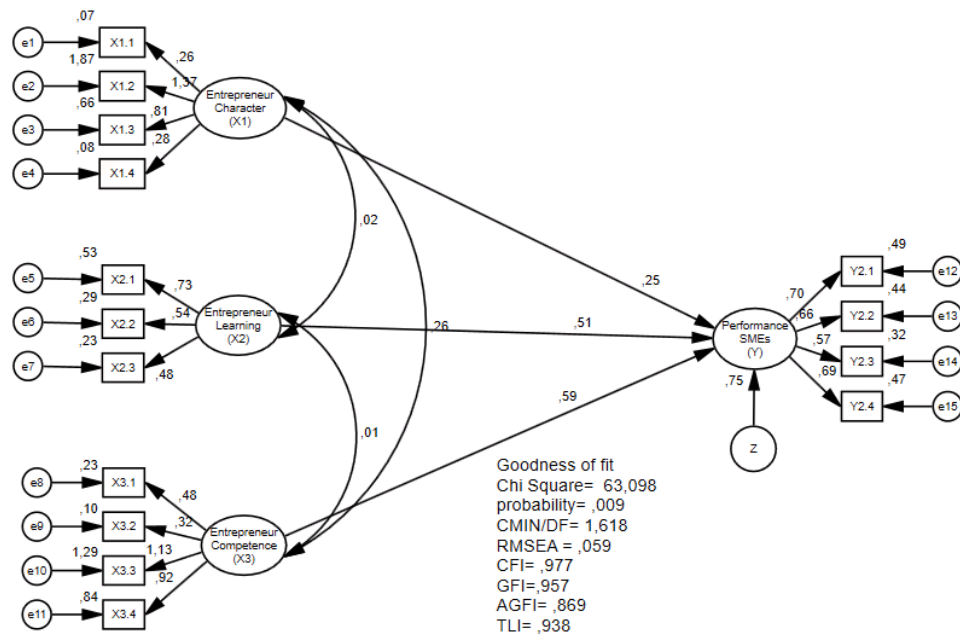 ,07
e1
X1.1
,26
1,87
e2
X1.2
1,37
,66
e3
X1.3
,81
,08
e4
X1.4
,28
Entrepreneur
Character
(X1)
,02
,25
,53
e5
X2.1
,73
,29
e6
X2.2
,54
,23
e7
X2.3
,48
Entrepreneur
Learning
(X2)
,26
,51
,01
,59
,23
e8
X3.1
,48
,10
e9
X3.2
,32
1,29
e10
X3.3
1,13
,84
e11
X3.4
,92
Entrepreneur
Competence
(X3)
Performance
SMEs
(Y)
,75
Z
,49
,70
Y2.1
e12
,44
,66
Y2.2
e13
,32
,57
Y2.3
e14
,47
,69
Y2.4
e15
Goodness of fit
Chi Square= 63,098
probability= ,009
CMIN/DF= 1,618
RMSEA = ,059
CFI= ,977
GFI= ,957
AGFI= ,869
TLI= ,938